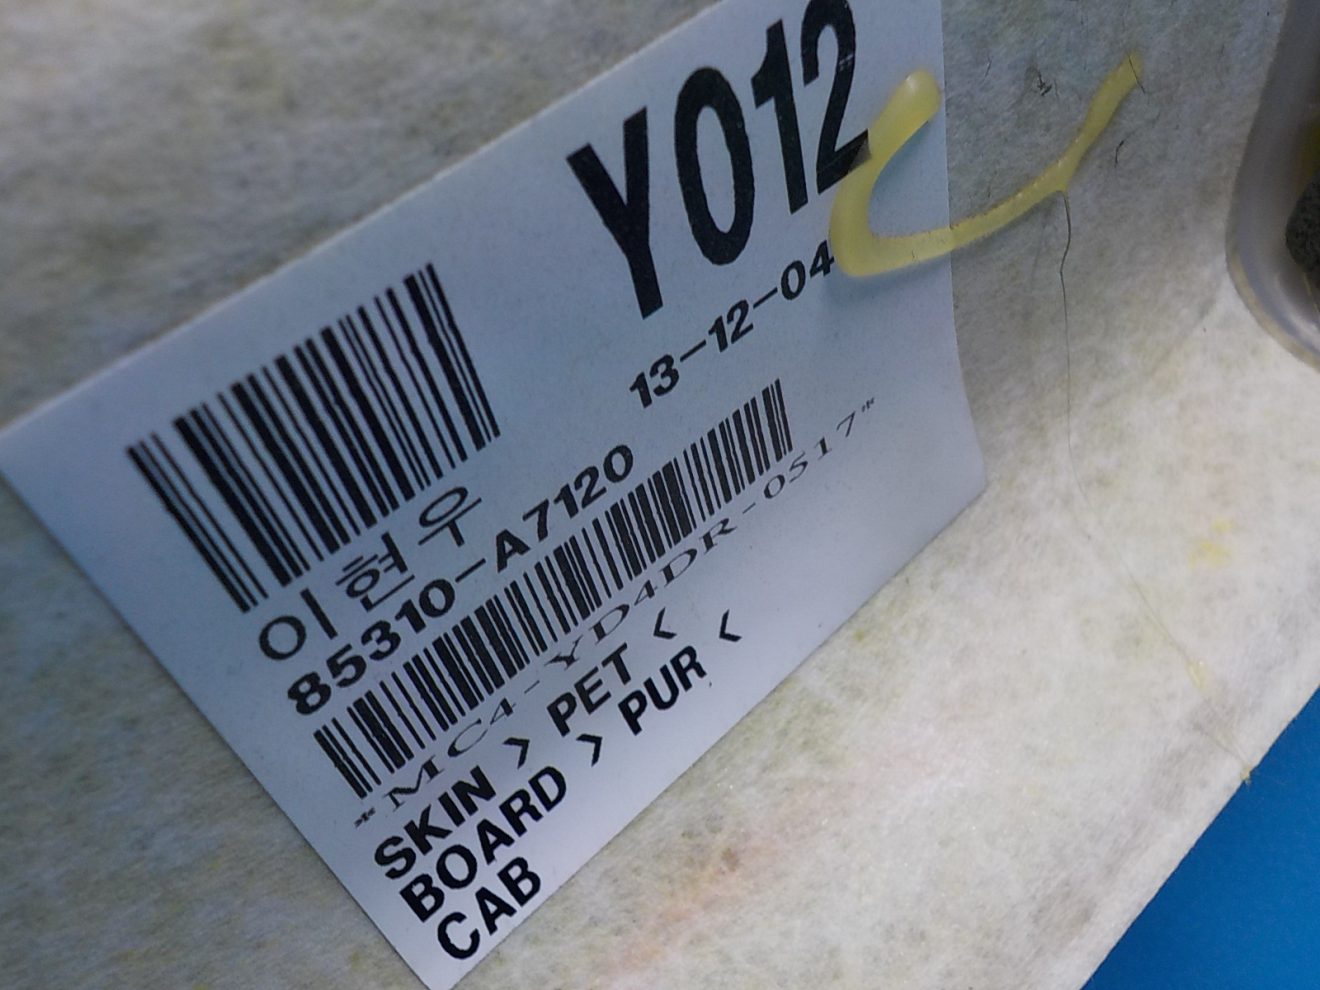 Y012
13-12-04
이현우
85310-A7120
*MC4-YD4DR-0517*
SKIN > PET <
BOARD > PUR <
CAB